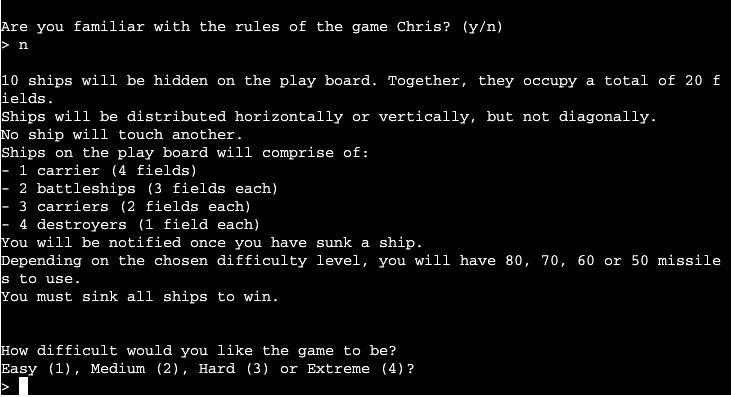 Are you familiar with the rules of the game Chris? (y/n)
> n
10 ships will be hidden on the play board. Together, they occupy a total of 20 f
ields.
Ships will be distributed horizontally or vertically, but not diagonally.
No ship will touch another.
Ships on the play board will comprise of:
- 1 carrier (4 fields)
- 2 battleships (3 fields each)
- 3 carriers (2 fields each)
- 4 destroyers (1 field each)
You will be notified once you have sunk a ship.
Depending on the chosen difficulty level, you will have 80, 70, 60 or 50 missile
s to use.
You must sink all ships to win.
How difficult would you like the game to be?
Easy (1), Medium (2), Hard (3) or Extreme (4)?
>